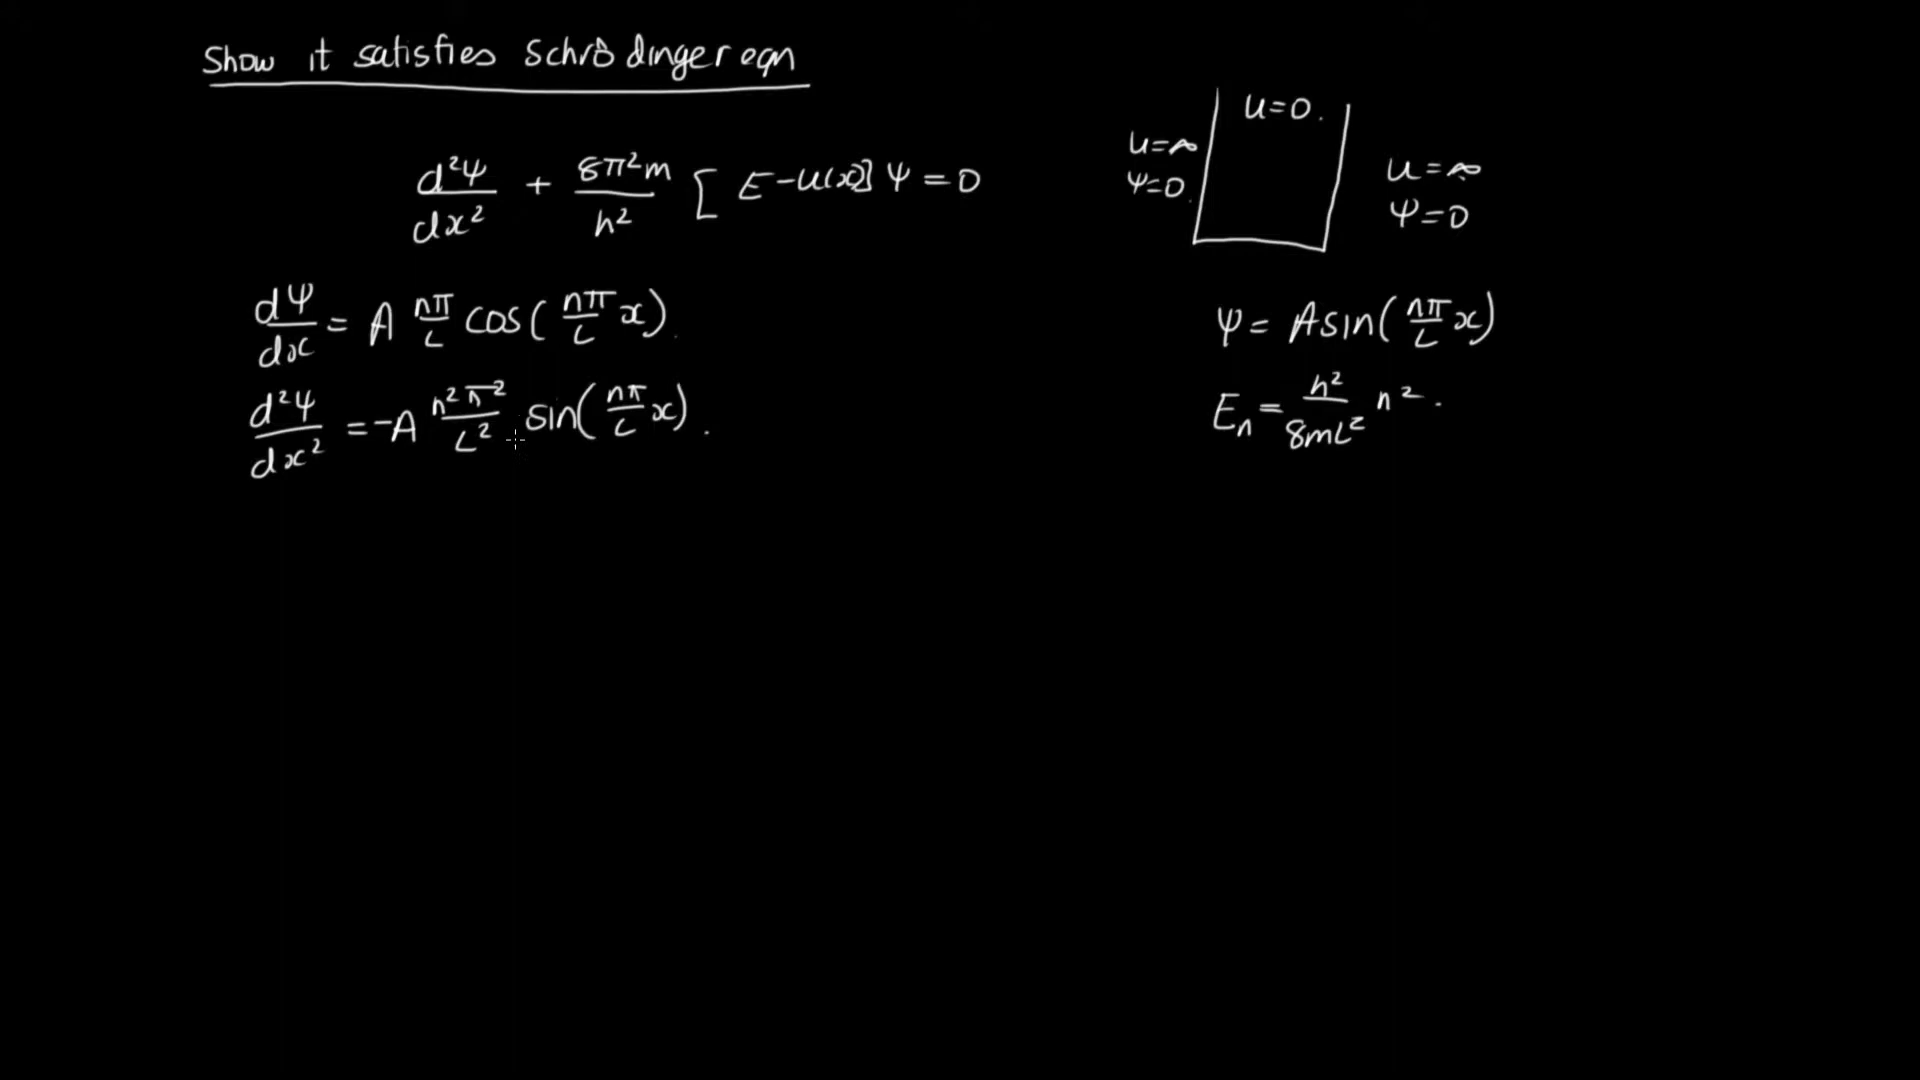 Show it satisfies Schrödinger eqn
d²Ψ/dx² + 8π²m/h² [E-U(x)] Ψ = 0
U=0.
U=∞
Ψ=0
U=∞
Ψ=0
dΨ/dx = A nπ/L cos(nπ/L x).
Ψ = A sin(nπ/L x)
d²Ψ/dx² = -A n²π²/L² sin(nπ/L x).
Eₙ = h²/8mL² n².